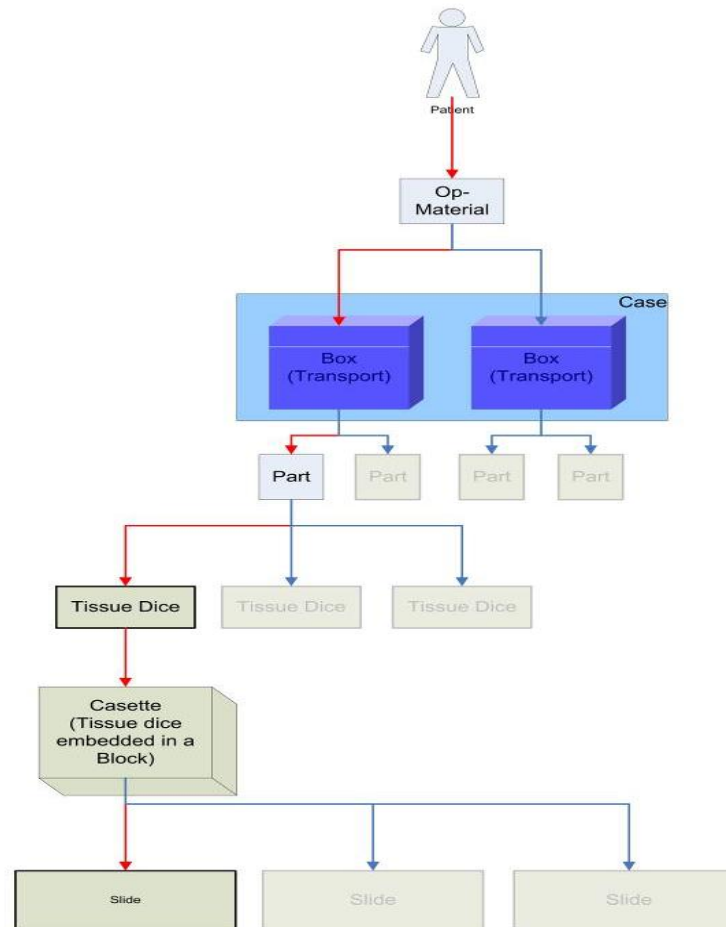 Patient
Op-
Material
Case
Box
(Transport)
Box
(Transport)
Part
Part
Part
Part
Tissue Dice
Tissue Dice
Tissue Dice
Casette
(Tissue dice
embedded in a
Block)
Slide
Slide
Slide